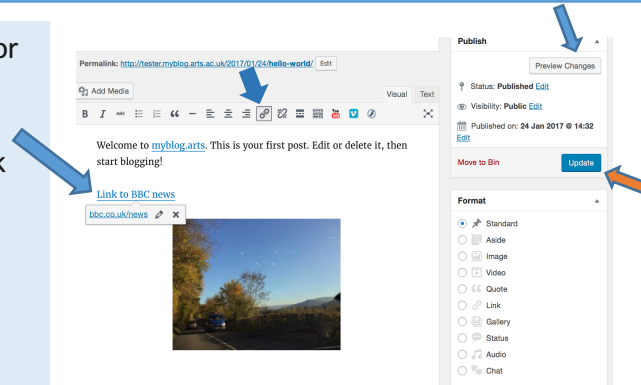 or
k
Permalink: http://tester.myblog.arts.ac.uk/2017/01/24/hello-world/ Edit
Add Media
Visual Text
B I ABC “ —
Welcome to myblog.arts. This is your first post. Edit or delete it, then
start blogging!
Link to BBC news
bbc.co.uk/news
Publish
Preview Changes
Status: Published Edit
Visibility: Public Edit
Published on: 24 Jan 2017 @ 14:32
Edit
Move to Bin Update
Format
Standard
Aside
Image
Video
Quote
Link
Gallery
Status
Audio
Chat